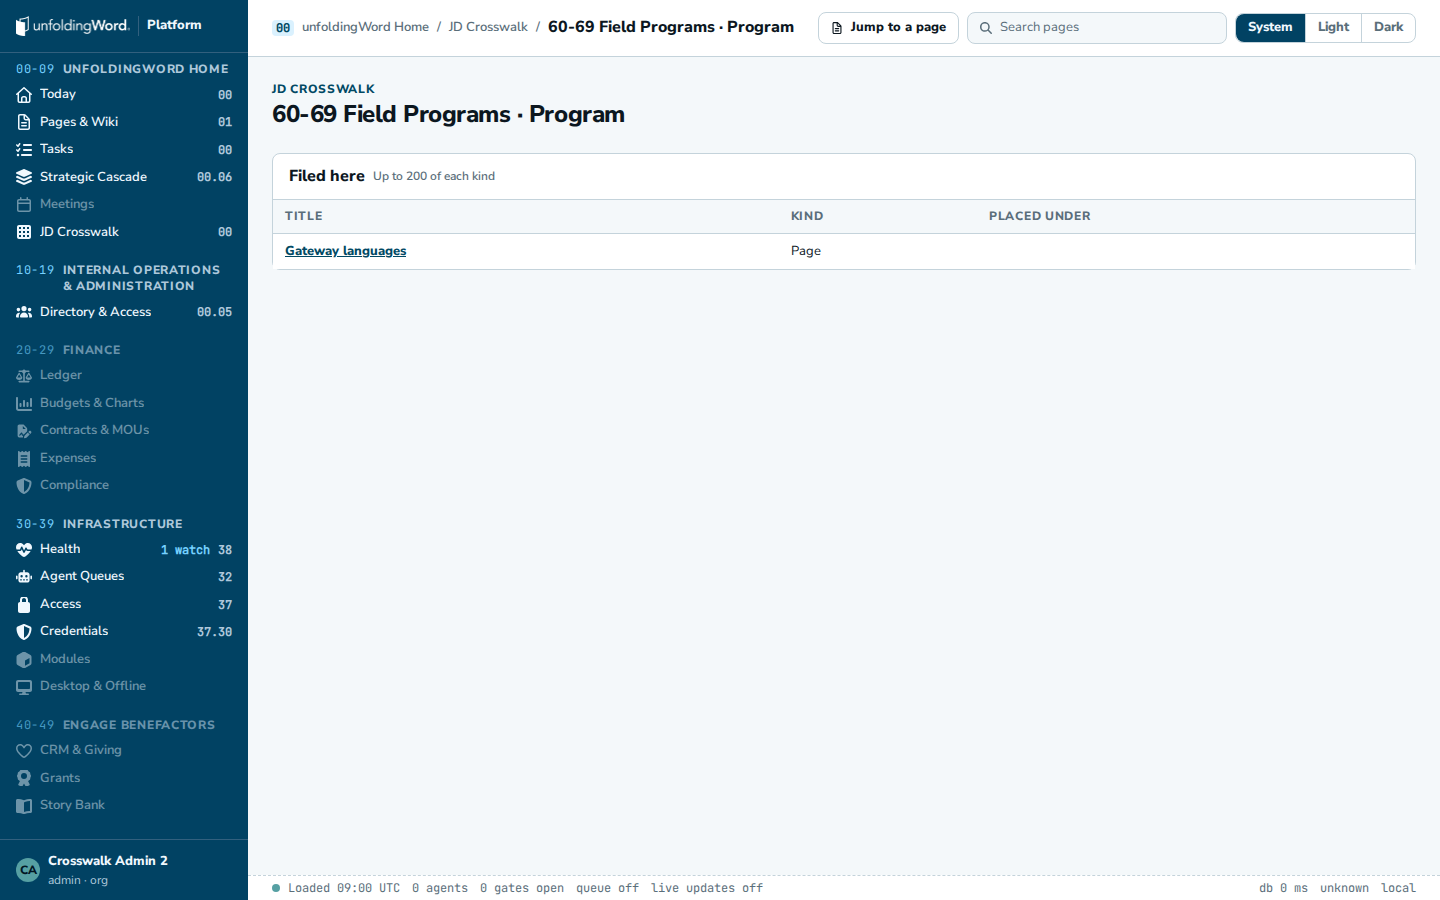 unfoldingWord Platform
00-09 UNFOLDINGWORD HOME
Today 00
Pages & Wiki 01
Tasks 00
Strategic Cascade 00.06
Meetings
JD Crosswalk 00
10-19 INTERNAL OPERATIONS
& ADMINISTRATION
Directory & Access 00.05
20-29 FINANCE
Ledger
Budgets & Charts
Contracts & MOUs
Expenses
Compliance
30-39 INFRASTRUCTURE
Health 1 watch 38
Agent Queues 32
Access 37
Credentials 37.30
Modules
Desktop & Offline
40-49 ENGAGE BENEFACTORS
CRM & Giving
Grants
Story Bank
CA Crosswalk Admin 2
admin · org
00 unfoldingWord Home / JD Crosswalk / 60-69 Field Programs · Program
Jump to a page
Search pages
System Light Dark
JD CROSSWALK
60-69 Field Programs · Program
Filed here Up to 200 of each kind
TITLE KIND PLACED UNDER
Gateway languages Page
Loaded 09:00 UTC 0 agents 0 gates open queue off live updates off
db 0 ms unknown local